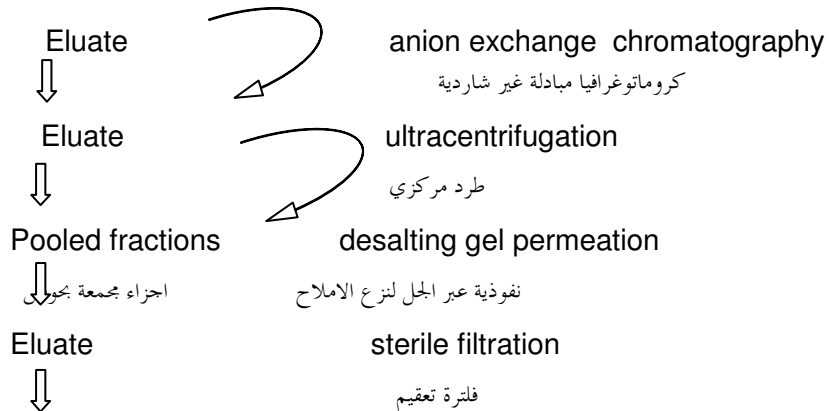 Eluate anion exchange chromatography
كروماتوغرافيا مبادلة غير شاردية
Eluate ultracentrifugation
طرد مركزي
Pooled fractions desalting gel permeation
اجزاء مجمعة نفوذية عبر الجل لنزع الاملاح
Eluate sterile filtration
فلترة تعقيم